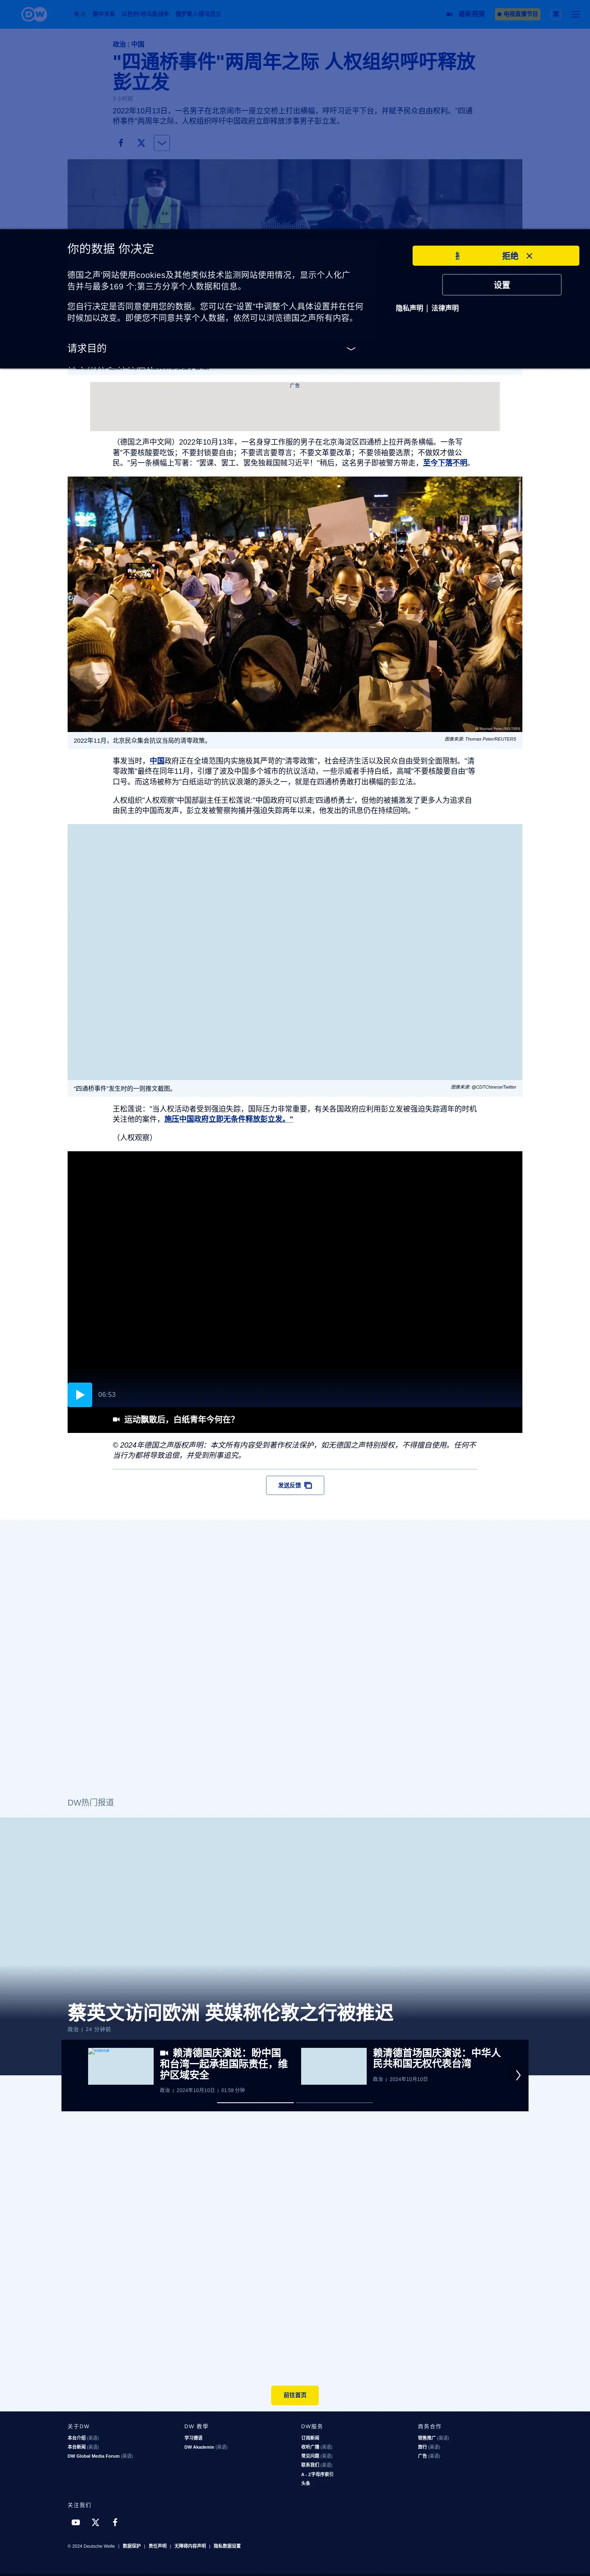 焦点 德中关系 以色列/哈马斯战争 俄罗斯入侵乌克兰
最新视频
电视直播节目
政治 | 中国
"四通桥事件"两周年之际 人权组织呼吁释放
彭立发
3 小时前
2022年10月13日，一名男子在北京闹市一座立交桥上打出横幅，呼吁习近平下台，并赋予民众自由权利。"四通
桥事件"两周年之际，人权组织呼吁中国政府立即释放涉事男子彭立发。
你的数据 你决定
拒绝
设置
德国之声'网站使用cookies及其他类似技术监测网站使用情况，显示个人化广
告并与最多169 个;第三方分享个人数据和信息。
您自行决定是否同意使用您的数据。您可以在“设置”中调整个人具体设置并在任何
时候加以改变。即便您不同意共享个人数据，依然可以浏览德国之声所有内容。
隐私声明 | 法律声明
请求目的
广告
（德国之声中文网）2022年10月13年，一名身穿工作服的男子在北京海淀区四通桥上拉开两条横幅。一条写
著"不要核酸要吃饭；不要封锁要自由；不要谎言要尊言；不要文革要改革；不要领袖要选票；不做奴才做公
民。"另一条横幅上写著："罢课、罢工、罢免独裁国贼习近平！"稍后，这名男子即被警方带走，至今下落不明。
© Thomas Peter/REUTERS
2022年11月，北京民众集会抗议当局的清零政策。
图像来源: Thomas Peter/REUTERS
事发当时，中国政府正在全境范围内实施极其严苛的"清零政策"，社会经济生活以及民众自由受到全面限制。"清
零政策"最终在同年11月，引爆了波及中国多个城市的抗议活动，一些示威者手持白纸，高喊"不要核酸要自由"等
口号。而这场被称为"白纸运动"的抗议浪潮的源头之一，就是在四通桥勇敢打出横幅的彭立法。
人权组织"人权观察"中国部副主任王松莲说:"中国政府可以抓走'四通桥勇士'，但他的被捕激发了更多人为追求自
由民主的中国而发声，彭立发被警察拘捕并强迫失踪两年以来，他发出的讯息仍在持续回响。"
“四通桥事件”发生时的一则推文截图。
图像来源: @CDTChinese/Twitter
王松莲说："当人权活动者受到强迫失踪，国际压力非常重要，有关各国政府应利用彭立发被强迫失踪週年的时机
关注他的案件，施压中国政府立即无条件释放彭立发。"
（人权观察）
06:53
运动飘散后，白纸青年今何在?
© 2024年德国之声版权声明：本文所有内容受到著作权法保护，如无德国之声特别授权，不得擅自使用。任何不
当行为都将导致追偿，并受到刑事追究。
发送反馈
DW热门报道
蔡英文访问欧洲 英媒称伦敦之行被推迟
政治 | 24 分钟前
赖清德国庆演说：盼中国
和台湾一起承担国际责任，维
护区域安全
政治 | 2024年10月10日 | 01:59 分钟
赖清德首场国庆演说：中华人
民共和国无权代表台湾
政治 | 2024年10月10日
前往首页
关于DW
本台介绍 (英语)
本台新闻 (英语)
DW Global Media Forum (英语)
DW 教學
学习德语
DW Akademie (英语)
DW服务
订阅新闻
收听广播 (英语)
常见问题 (英语)
联系我们 (英语)
A - Z字母序索引
头条
商务合作
销售推广 (英语)
旅行 (英语)
广告 (英语)
关注我们
© 2024 Deutsche Welle | 数据保护 | 责任声明 | 无障碍内容声明 | 隐私数据设置